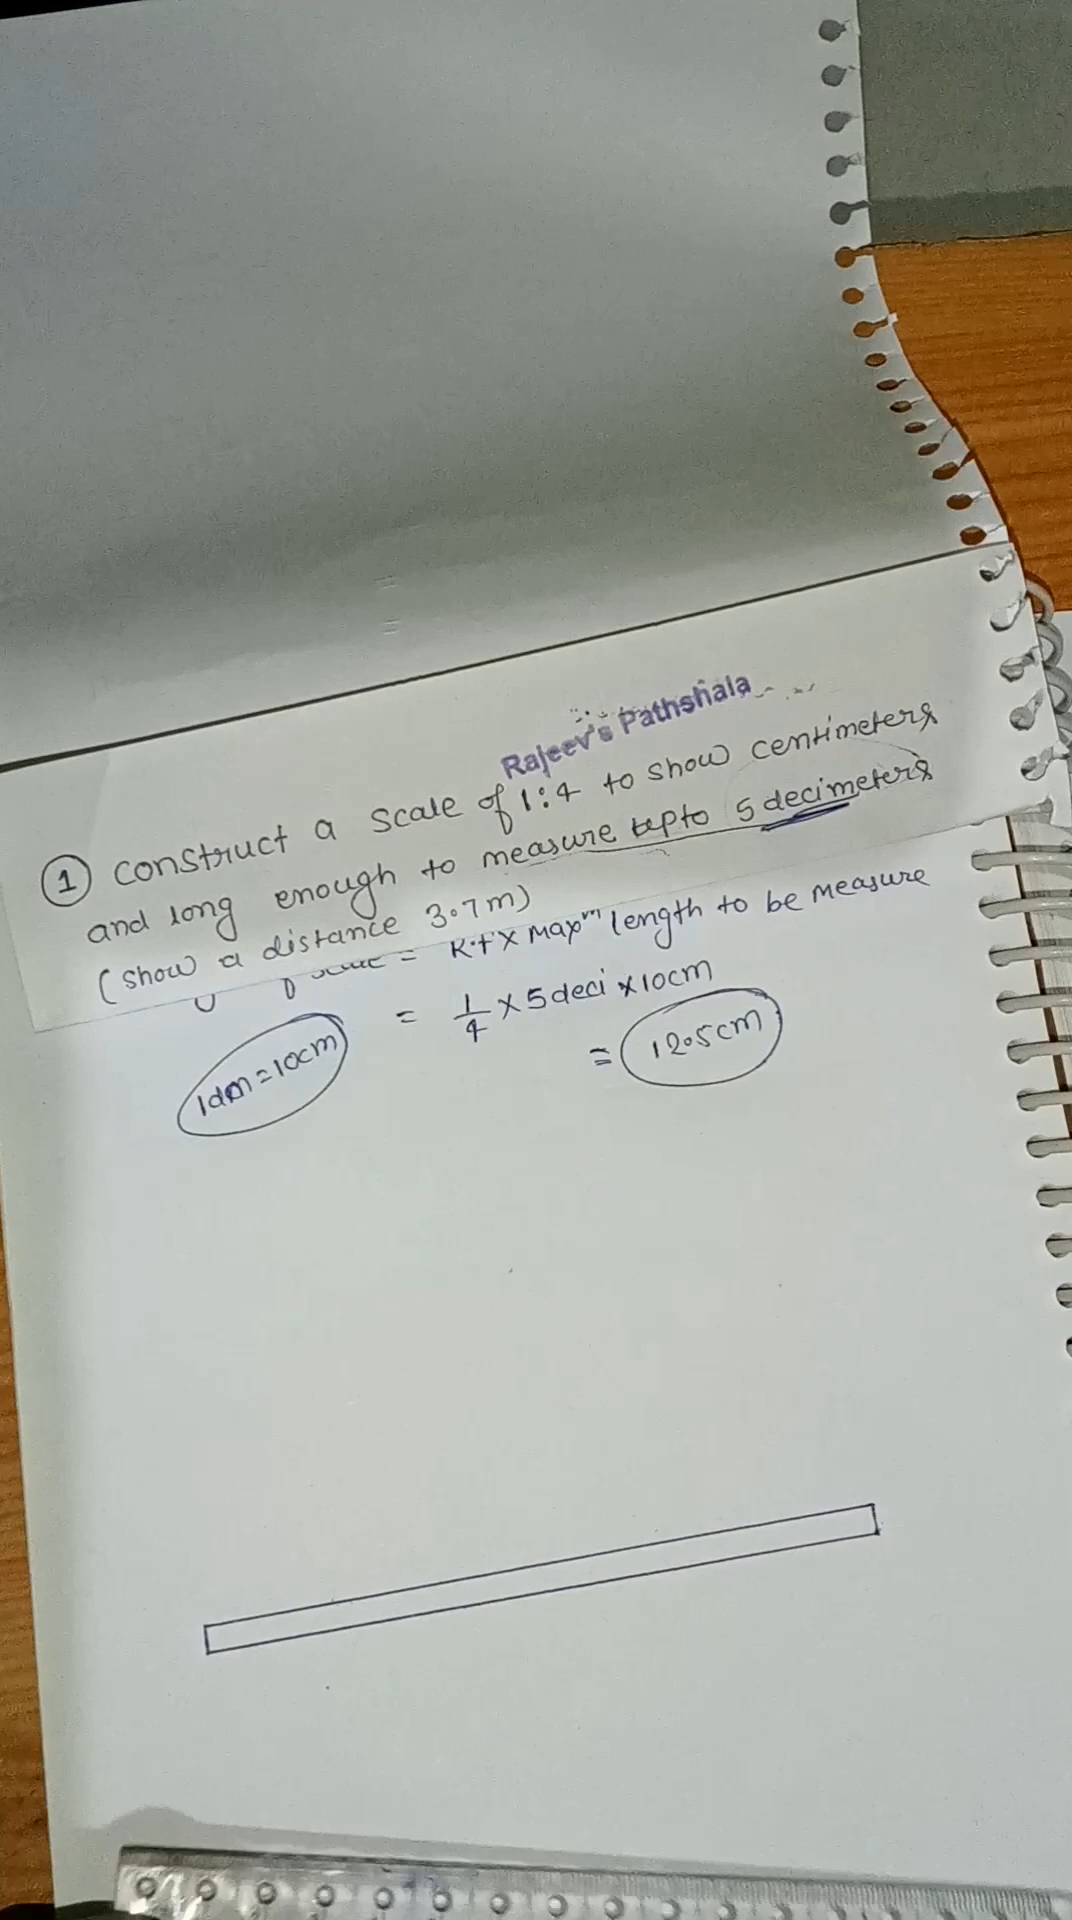 Rajeev's Pathshala
① construct a scale of 1:4 to show centimeters
and long enough to measure upto 5 decimeters
(show a distance 3.7m)
= R.f x Maxᵐ length to be measure
= 1/4 x 5 deci x 10cm
1dm = 10cm
= 12.5cm